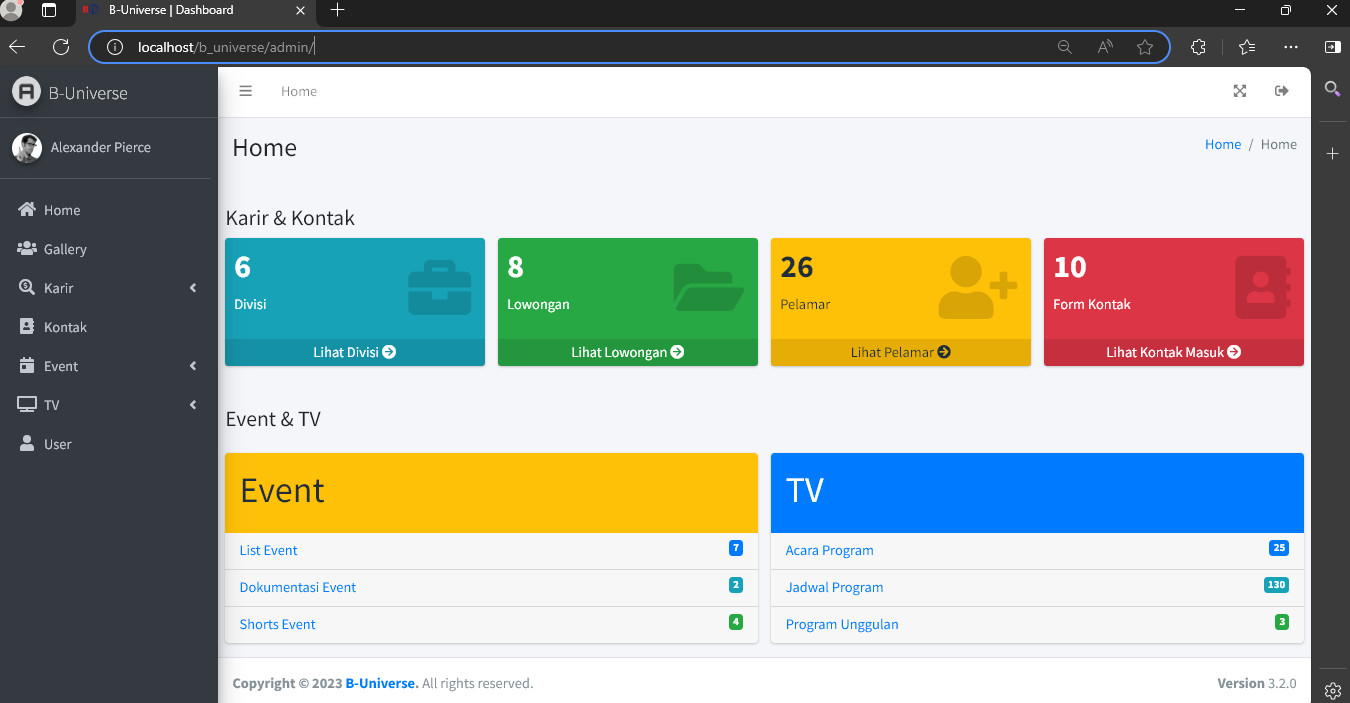 B-Universe | Dashboard
localhost/b_universe/admin/
B-Universe
Home
Alexander Pierce
Home
Home / Home
Home
Gallery
Karir
Kontak
Event
TV
User
Karir & Kontak
6
Divisi
Lihat Divisi
8
Lowongan
Lihat Lowongan
26
Pelamar
Lihat Pelamar
10
Form Kontak
Lihat Kontak Masuk
Event & TV
Event
List Event 7
Dokumentasi Event 2
Shorts Event 4
TV
Acara Program 25
Jadwal Program 130
Program Unggulan 3
Copyright © 2023 B-Universe. All rights reserved.
Version 3.2.0